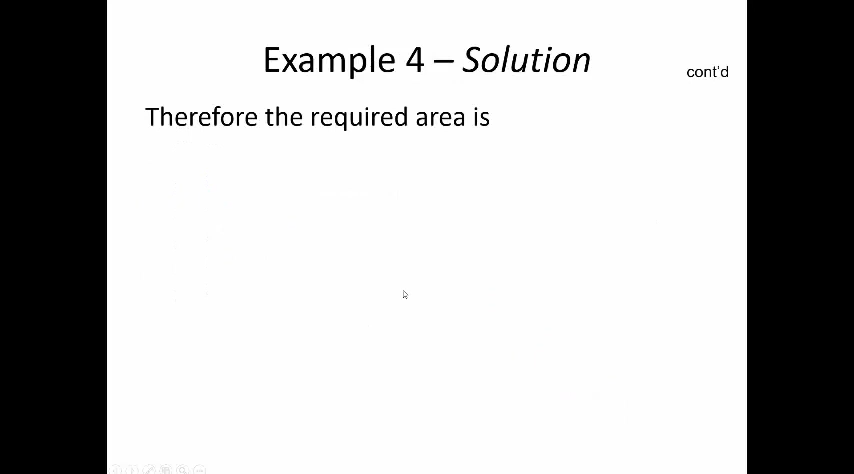 Example 4 – Solution
cont'd
Therefore the required area is